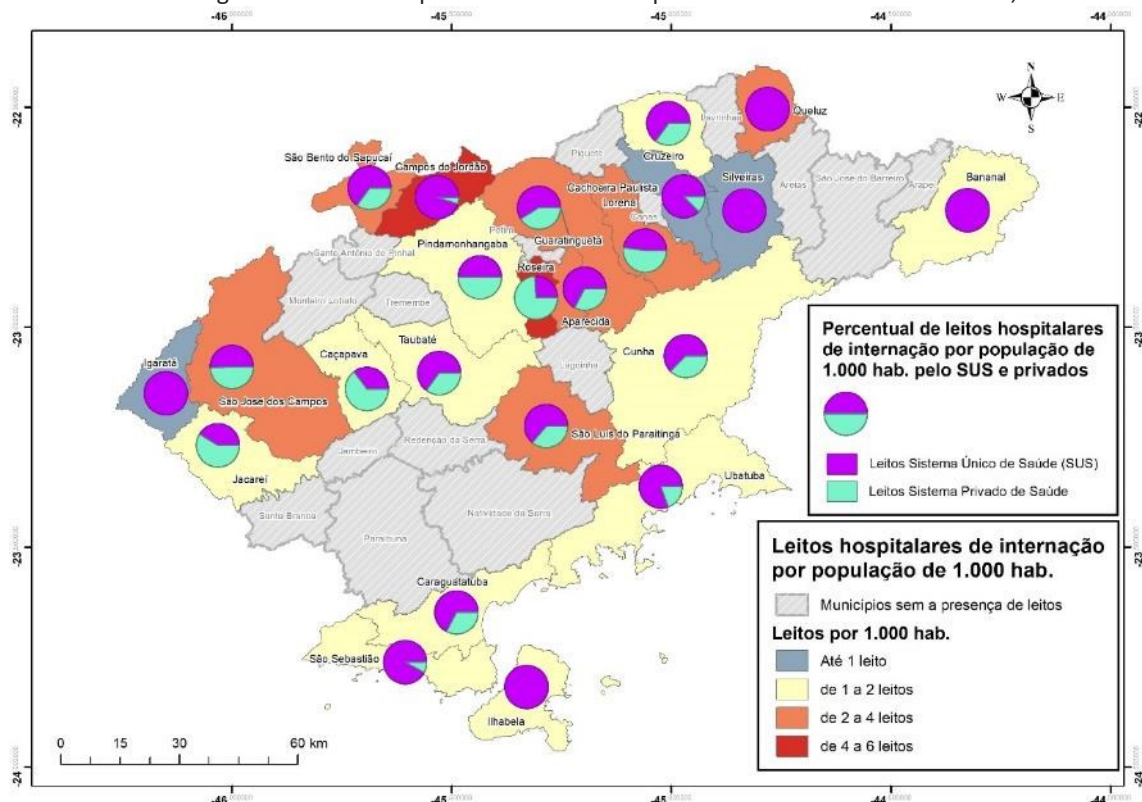 -46
-45
-45
-44
-44
N
W E
S
Queluz
Lavrinhas
Cruzeiro
Piquete
São Bento do Sapucaí
Campos do Jordão
Cachoeira Paulista
Silveiras
Areias
São José do Barreiro
Arapeí
Bananal
Lorena
Canas
Potim
Guaratinguetá
Santo Antônio do Pinhal
Pindamonhangaba
Roseira
Monteiro Lobato
Tremembé
Aparecida
Igaratá
Caçapava
Taubaté
Lagoinha
Cunha
São José dos Campos
Jambeiro
Redenção da Serra
São Luís do Paraitinga
Jacareí
Ubatuba
Santa Branca
Paraibuna
Natividade da Serra
Caraguatatuba
São Sebastião
Ilhabela
Percentual de leitos hospitalares
de internação por população de
1.000 hab. pelo SUS e privados
Leitos Sistema Único de Saúde (SUS)
Leitos Sistema Privado de Saúde
Leitos hospitalares de internação
por população de 1.000 hab.
Municípios sem a presença de leitos
Leitos por 1.000 hab.
Até 1 leito
de 1 a 2 leitos
de 2 a 4 leitos
de 4 a 6 leitos
0 15 30 60 km
-22
-23
-23
-24
-46
-45
-45
-44
-44